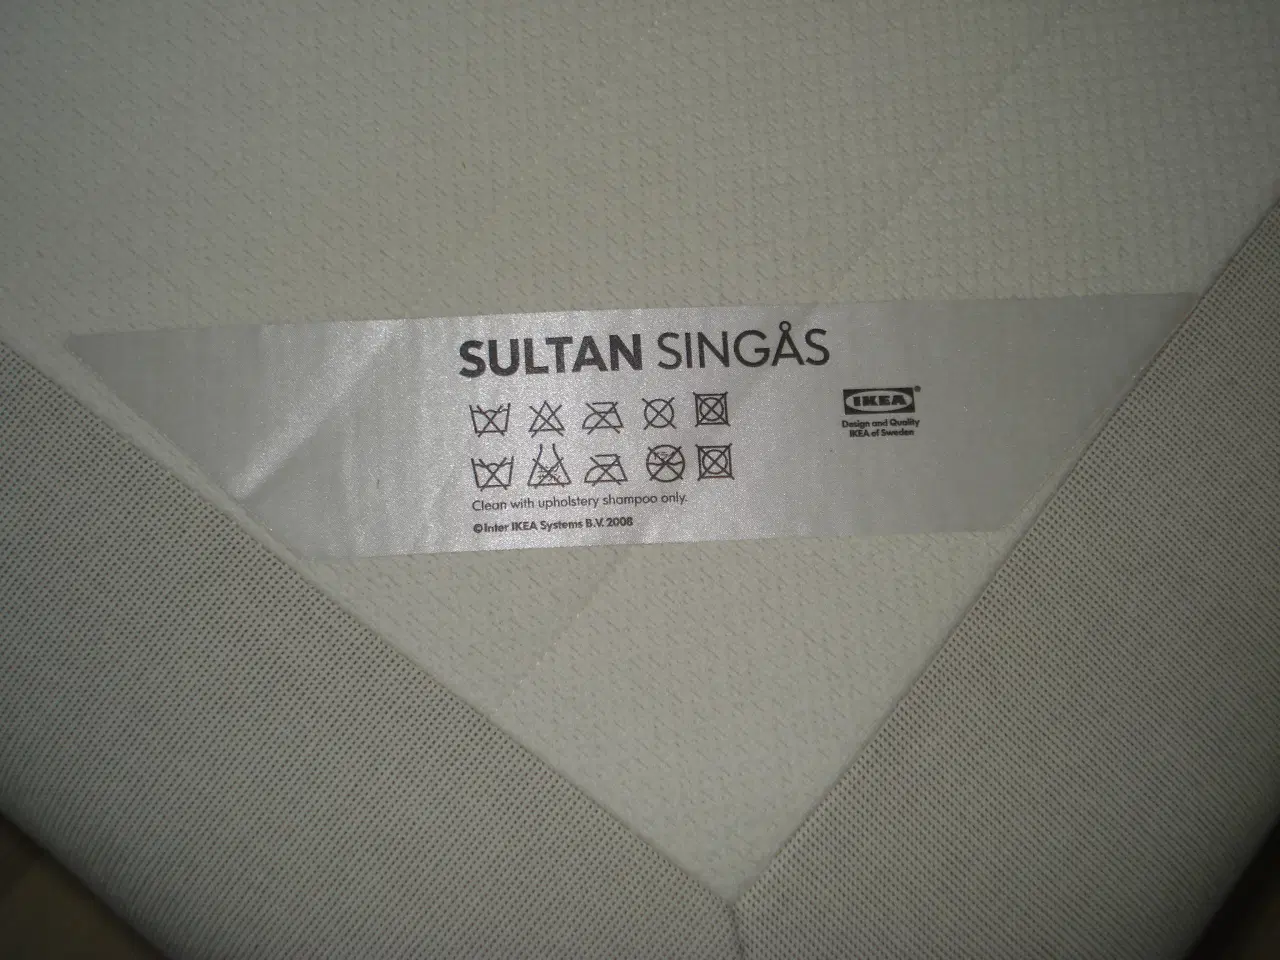 SULTAN SINGÅS
IKEA®
Design and Quality
IKEA of Sweden
Clean with upholstery shampoo only.
© Inter IKEA Systems B.V. 2008